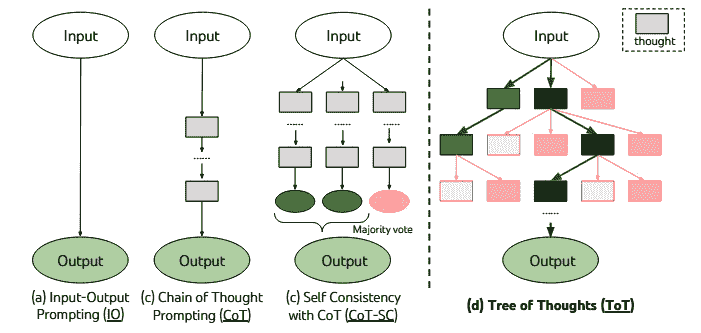 Input
Input
Input
Input
thought
......
......
......
......
Majority vote
Output
Output
Output
Output
(a) Input-Output
Prompting (IO)
(c) Chain of Thought
Prompting (CoT)
(c) Self Consistency
with CoT (CoT-SC)
(d) Tree of Thoughts (ToT)